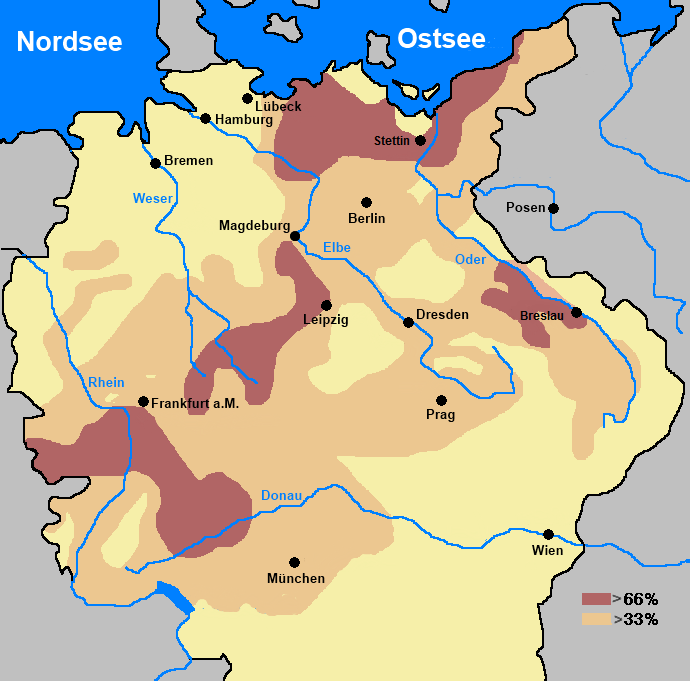 Nordsee
Ostsee
Lübeck
Hamburg
Stettin
Bremen
Weser
Posen
Berlin
Magdeburg
Elbe
Oder
Leipzig
Dresden
Breslau
Rhein
Frankfurt a.M.
Prag
Donau
Wien
München
>66%
>33%